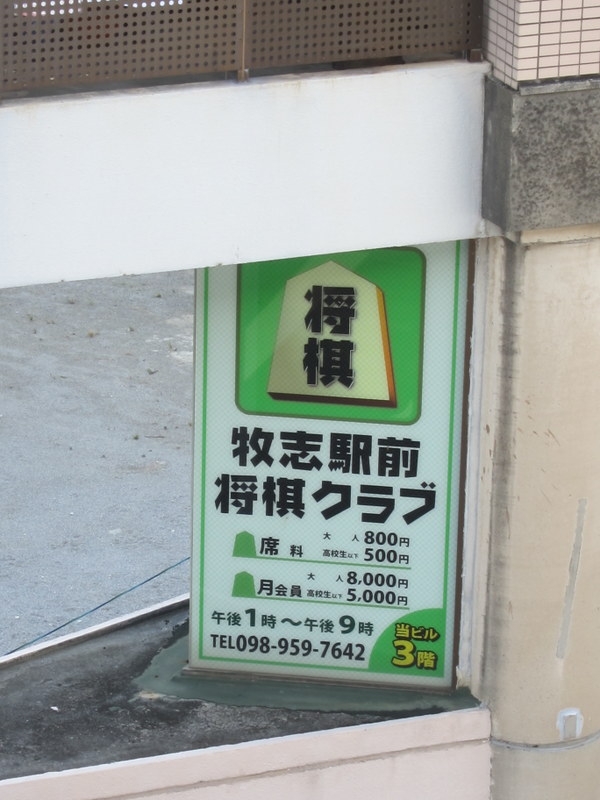 将
棋
牧志駅前
将棋クラブ
席料 大人 800円
高校生以下 500円
月会員 大人 8,000円
高校生以下 5,000円
午後1時～午後9時
TEL098-959-7642
当ビル
3階